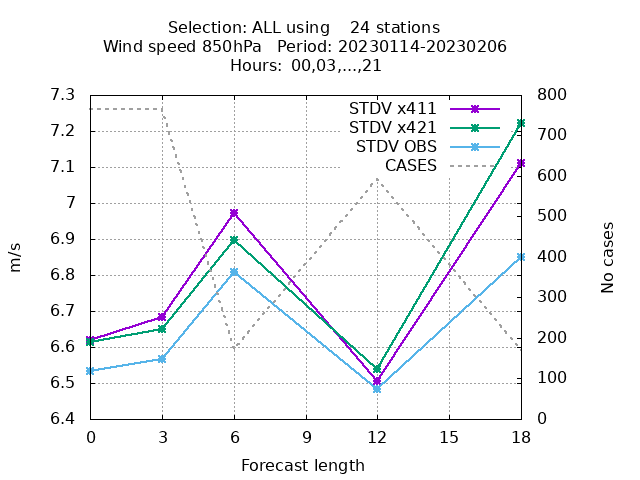 Selection: ALL using    24 stations
Wind speed 850hPa   Period: 20230114-20230206
Hours:  00,03,...,21
7.3
7.2
7.1
7
6.9
6.8
6.7
6.6
6.5
6.4
m/s
STDV x411
STDV x421
STDV OBS
CASES
800
700
600
500
400
300
200
100
0
No cases
0 3 6 9 12 15 18
Forecast length